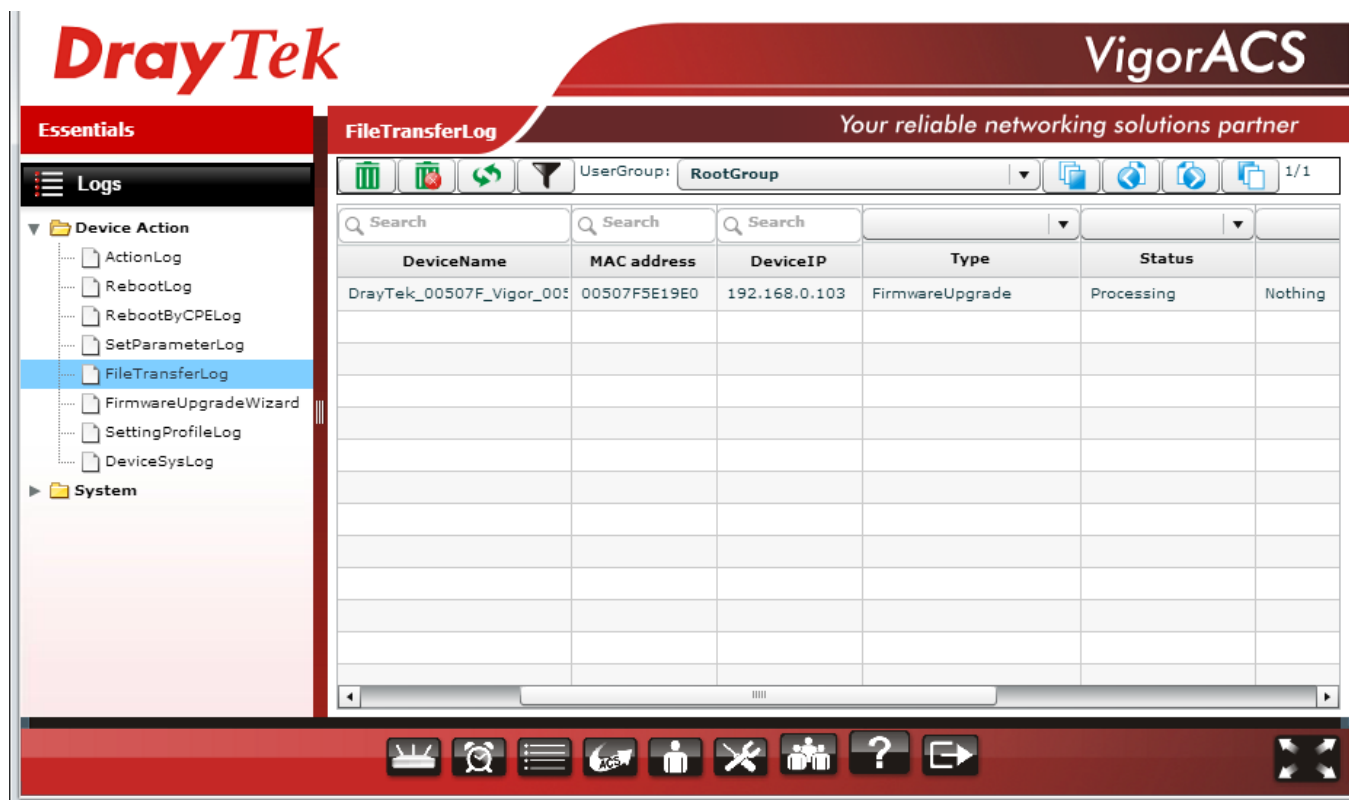 DrayTek
VigorACS
Essentials
FileTransferLog
Your reliable networking solutions partner
Logs
UserGroup: RootGroup 1/1
Device Action
ActionLog
RebootLog
RebootByCPELog
SetParameterLog
FileTransferLog
FirmwareUpgradeWizard
SettingProfileLog
DeviceSysLog
System
Search Search Search
DeviceName MAC address DeviceIP Type Status
DrayTek_00507F_Vigor_005 00507F5E19E0 192.168.0.103 FirmwareUpgrade Processing Nothing
ACS
?